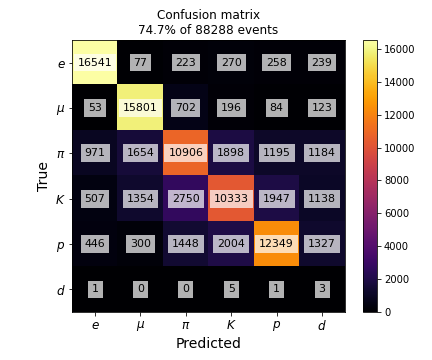 Confusion matrix
74.7% of 88288 events
e 16541 77 223 270 258 239
μ 53 15801 702 196 84 123
π 971 1654 10906 1898 1195 1184
K 507 1354 2750 10333 1947 1138
p 446 300 1448 2004 12349 1327
d 1 0 0 5 1 3
e μ π K p d
Predicted
True
16000
14000
12000
10000
8000
6000
4000
2000
0